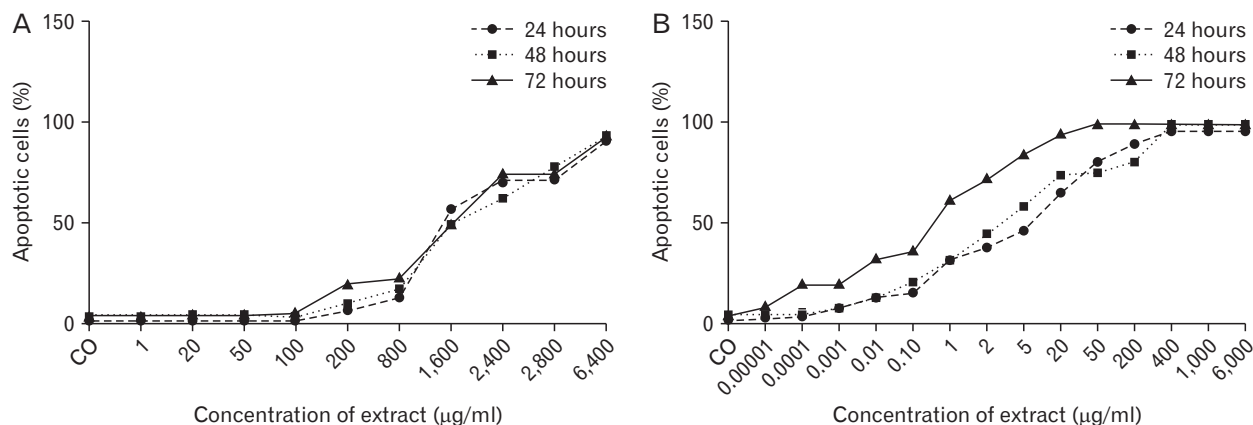 A
150
100
50
0
Apoptotic cells (%)
24 hours
48 hours
72 hours
CO
1
20
50
100
200
800
1,600
2,400
2,800
6,400
Concentration of extract (μg/ml)
B
150
100
50
0
Apoptotic cells (%)
24 hours
48 hours
72 hours
CO
0.00001
0.0001
0.001
0.01
0.10
1
2
5
20
50
200
400
1,000
6,000
Concentration of extract (μg/ml)